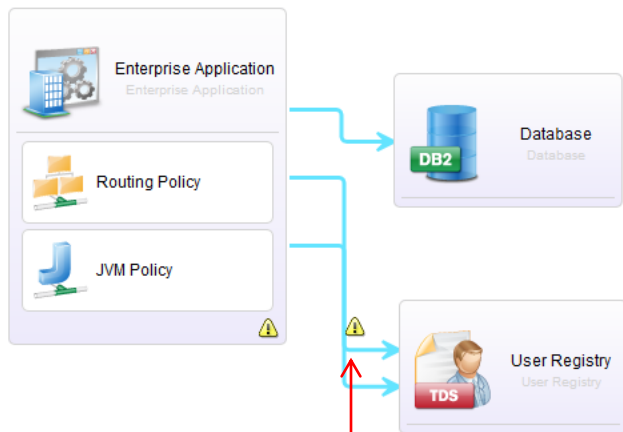 Enterprise Application
Enterprise Application
Routing Policy
JVM Policy
DB2
Database
Database
TDS
User Registry
User Registry